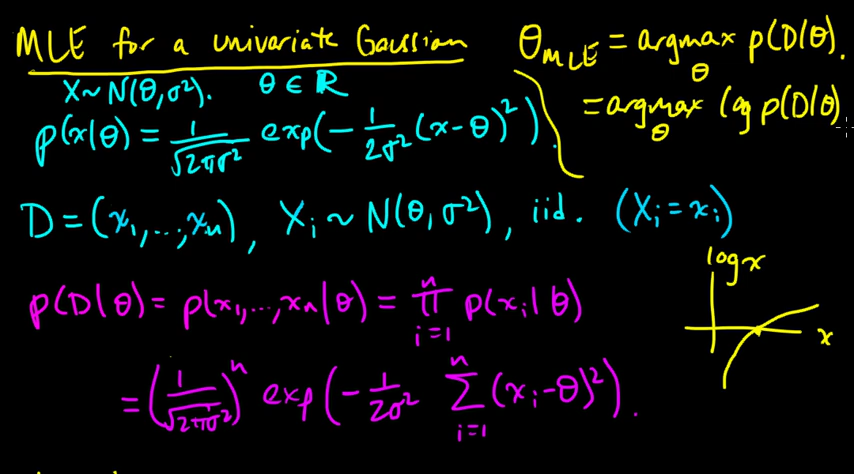 MLE for a univariate Gaussian
X ~ N(θ, σ²). θ ∈ ℝ
p(x|θ) = 1/√(2πσ²) exp(-1/(2σ²) (x-θ)²).
θ_MLE = argmax_θ p(D|θ).
= argmax_θ log p(D|θ)
D = (x₁,...,xₙ), Xᵢ ~ N(θ, σ²), iid. (Xᵢ = xᵢ)
p(D|θ) = p(x₁,...,xₙ|θ) = ∏_{i=1}^{n} p(xᵢ|θ)
= (1/√(2πσ²))ⁿ exp(-1/(2σ²) ∑_{i=1}^{n} (xᵢ-θ)²).
log x
x